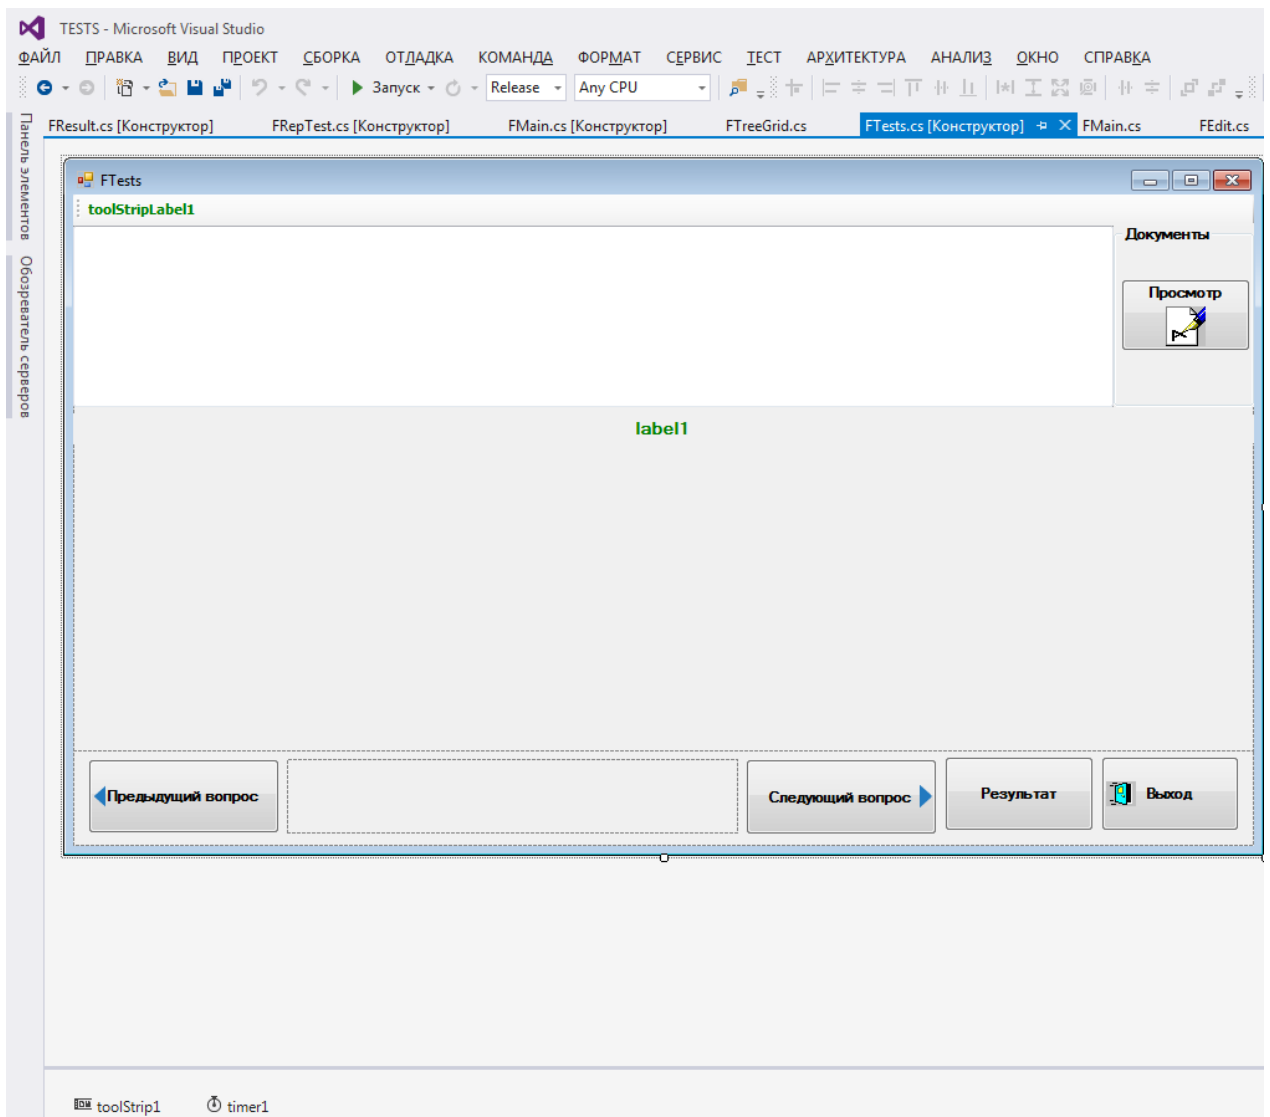 TESTS - Microsoft Visual Studio
ФАЙЛ ПРАВКА ВИД ПРОЕКТ СБОРКА ОТЛАДКА КОМАНДА ФОРМАТ СЕРВИС ТЕСТ АРХИТЕКТУРА АНАЛИЗ ОКНО СПРАВКА
Запуск Release Any CPU
FResult.cs [Конструктор] FRepTest.cs [Конструктор] FMain.cs [Конструктор] FTreeGrid.cs FTests.cs [Конструктор] FMain.cs FEdit.cs
Панель элементов
Обозреватель серверов
FTests
toolStripLabel1
Документы
Просмотр
label1
Предыдущий вопрос Следующий вопрос Результат Выход
toolStrip1 timer1